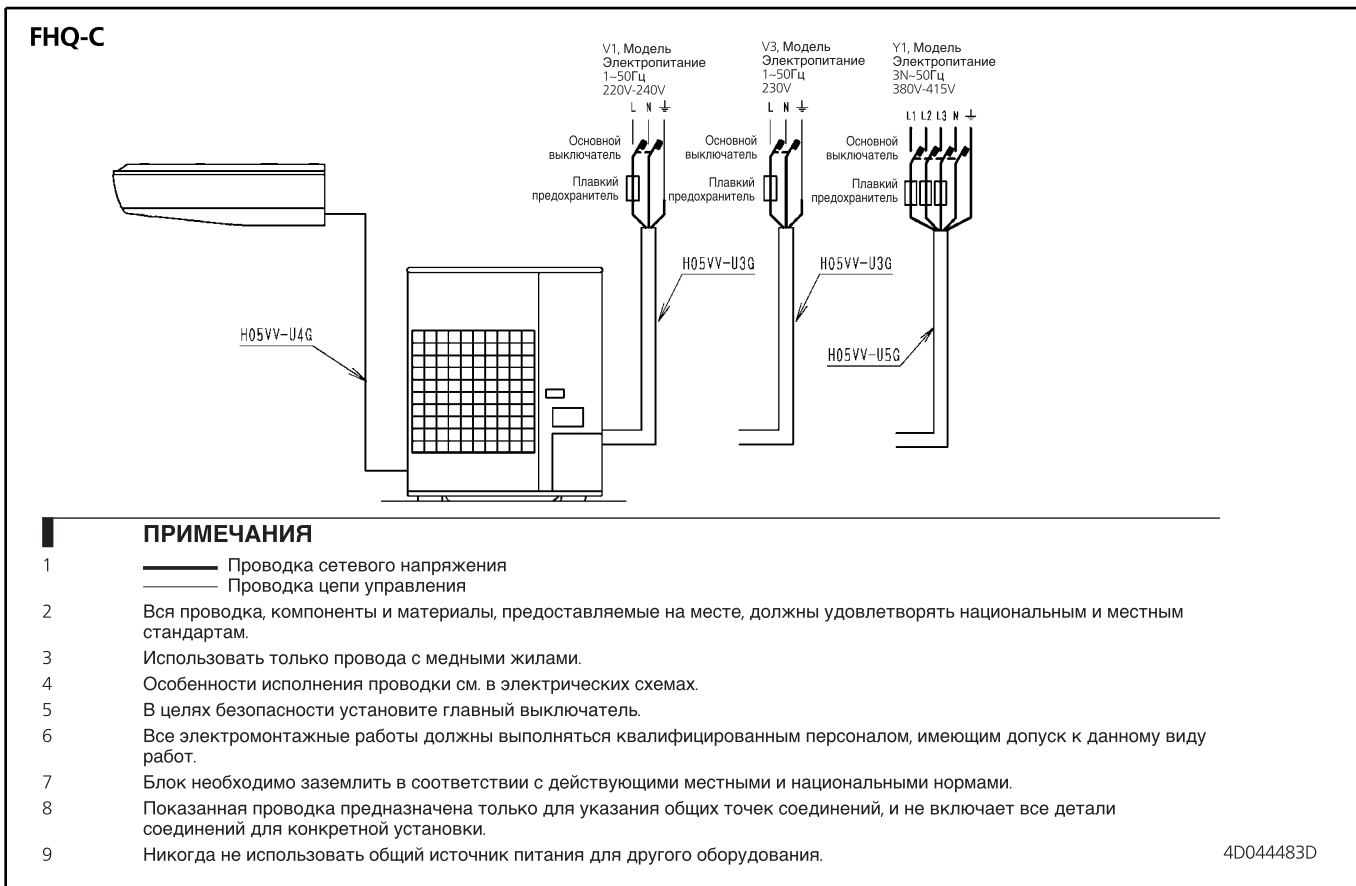 FHQ-C
V1, Модель
Электропитание
1~50Гц
220V-240V
L N
Основной
выключатель
Плавкий
предохранитель
H05VV-U3G
V3, Модель
Электропитание
1~50Гц
230V
L N
Основной
выключатель
Плавкий
предохранитель
H05VV-U3G
Y1, Модель
Электропитание
3N~50Гц
380V-415V
L1 L2 L3 N
Основной
выключатель
Плавкий
предохранитель
H05VV-U5G
H05VV-U4G
ПРИМЕЧАНИЯ
1 Проводка сетевого напряжения
Проводка цепи управления
2 Вся проводка, компоненты и материалы, предоставляемые на месте, должны удовлетворять национальным и местным
стандартам.
3 Использовать только провода с медными жилами.
4 Особенности исполнения проводки см. в электрических схемах.
5 В целях безопасности установите главный выключатель.
6 Все электромонтажные работы должны выполняться квалифицированным персоналом, имеющим допуск к данному виду
работ.
7 Блок необходимо заземлить в соответствии с действующими местными и национальными нормами.
8 Показанная проводка предназначена только для указания общих точек соединений, и не включает все детали
соединений для конкретной установки.
9 Никогда не использовать общий источник питания для другого оборудования.
4D044483D